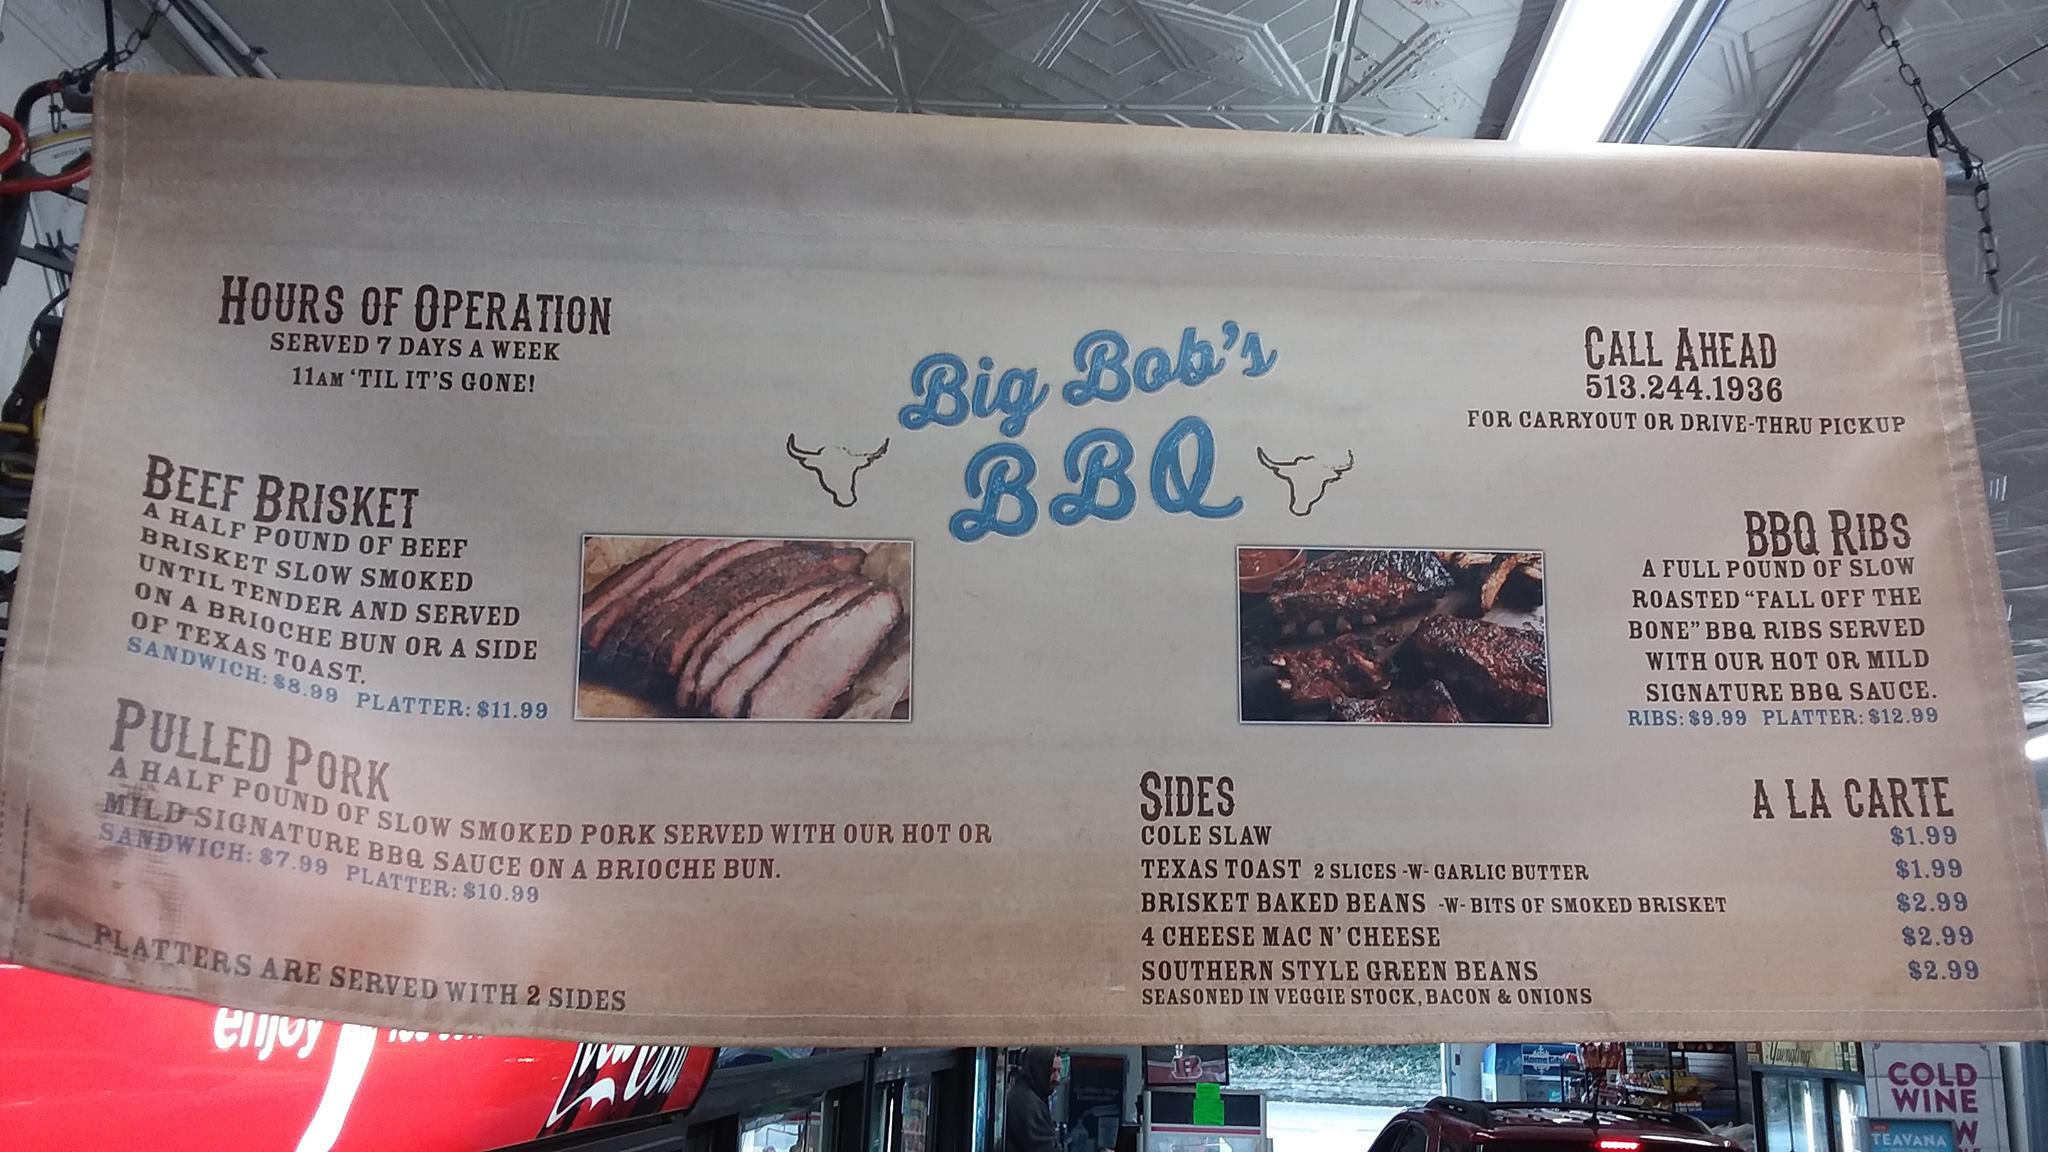 HOURS OF OPERATION
SERVED 7 DAYS A WEEK
11AM 'TIL IT'S GONE!
Big Bob's
BBQ
CALL AHEAD
513.244.1936
FOR CARRYOUT OR DRIVE-THRU PICKUP
BEEF BRISKET
A HALF POUND OF BEEF
BRISKET SLOW SMOKED
UNTIL TENDER AND SERVED
ON A BRIOCHE BUN OR A SIDE
OF TEXAS TOAST.
SANDWICH: $8.99 PLATTER: $11.99
BBQ RIBS
A FULL POUND OF SLOW
ROASTED "FALL OFF THE
BONE" BBQ RIBS SERVED
WITH OUR HOT OR MILD
SIGNATURE BBQ SAUCE.
RIBS: $9.99 PLATTER: $12.99
PULLED PORK
A HALF POUND OF SLOW SMOKED PORK SERVED WITH OUR HOT OR
MILD SIGNATURE BBQ SAUCE ON A BRIOCHE BUN.
SANDWICH: $7.99 PLATTER: $10.99
PLATTERS ARE SERVED WITH 2 SIDES
SIDES A LA CARTE
COLE SLAW $1.99
TEXAS TOAST 2 SLICES -W- GARLIC BUTTER $1.99
BRISKET BAKED BEANS -W- BITS OF SMOKED BRISKET $2.99
4 CHEESE MAC N' CHEESE $2.99
SOUTHERN STYLE GREEN BEANS $2.99
SEASONED IN VEGGIE STOCK, BACON & ONIONS
enjoy
Yuengling
COLD
WINE
TEAVANA